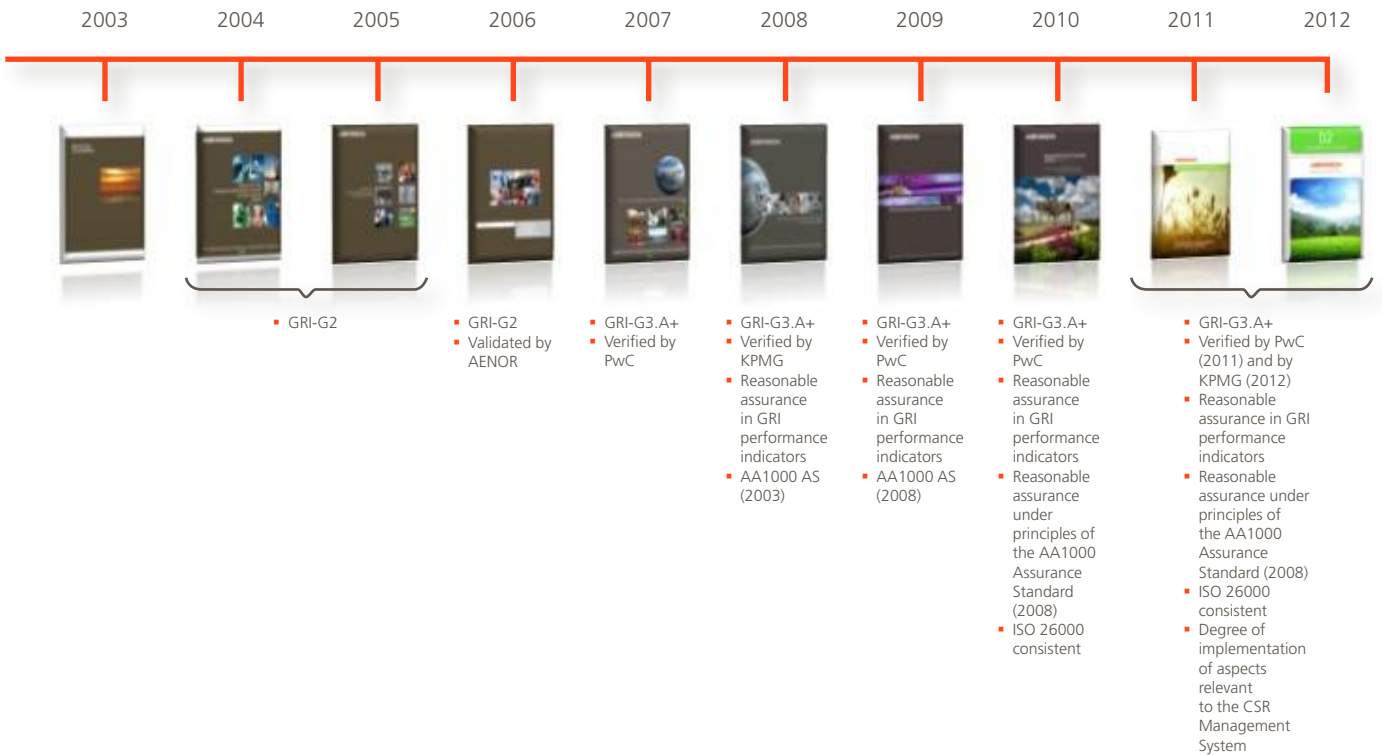 2003 2004 2005 2006 2007 2008 2009 2010 2011 2012
02
GRI-G2
GRI-G2
Validated by
AENOR
GRI-G3.A+
Verified by
PwC
GRI-G3.A+
Verified by
KPMG
Reasonable
assurance
in GRI
performance
indicators
AA1000 AS
(2003)
GRI-G3.A+
Verified by
PwC
Reasonable
assurance
in GRI
performance
indicators
AA1000 AS
(2008)
GRI-G3.A+
Verified by
PwC
Reasonable
assurance
in GRI
performance
indicators
Reasonable
assurance
under
principles of
the AA1000
Assurance
Standard
(2008)
ISO 26000
consistent
GRI-G3.A+
Verified by PwC
(2011) and by
KPMG (2012)
Reasonable
assurance in GRI
performance
indicators
Reasonable
assurance under
principles of
the AA1000
Assurance
Standard (2008)
ISO 26000
consistent
Degree of
implementation
of aspects
relevant
to the CSR
Management
System